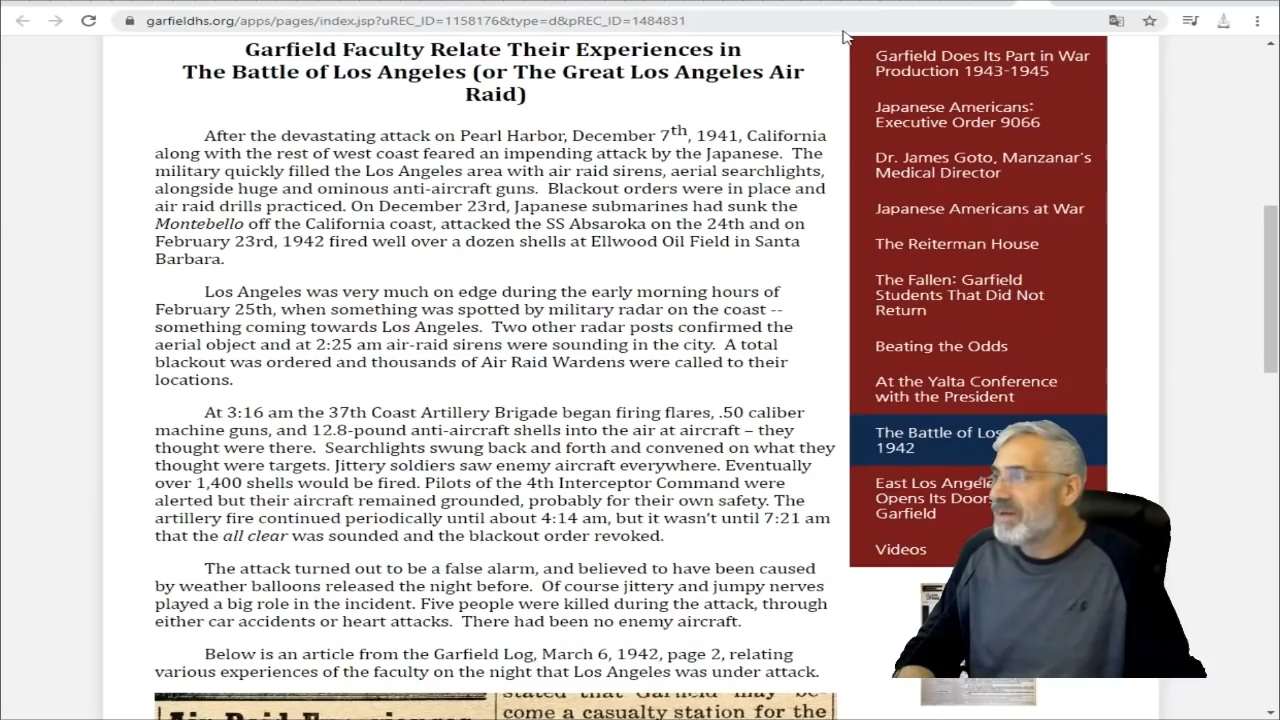 garfieldhs.org/apps/pages/index.jsp?uREC_ID=1158176&type=d&pREC_ID=1484831
Garfield Faculty Relate Their Experiences in
The Battle of Los Angeles (or The Great Los Angeles Air
Raid)
After the devastating attack on Pearl Harbor, December 7th, 1941, California
along with the rest of west coast feared an impending attack by the Japanese. The
military quickly filled the Los Angeles area with air raid sirens, aerial searchlights,
alongside huge and ominous anti-aircraft guns. Blackout orders were in place and
air raid drills practiced. On December 23rd, Japanese submarines had sunk the
Montebello off the California coast, attacked the SS Absaroka on the 24th and on
February 23rd, 1942 fired well over a dozen shells at Ellwood Oil Field in Santa
Barbara.
Los Angeles was very much on edge during the early morning hours of
February 25th, when something was spotted by military radar on the coast --
something coming towards Los Angeles. Two other radar posts confirmed the
aerial object and at 2:25 am air-raid sirens were sounding in the city. A total
blackout was ordered and thousands of Air Raid Wardens were called to their
locations.
At 3:16 am the 37th Coast Artillery Brigade began firing flares, .50 caliber
machine guns, and 12.8-pound anti-aircraft shells into the air at aircraft – they
thought were there. Searchlights swung back and forth and convened on what they
thought were targets. Jittery soldiers saw enemy aircraft everywhere. Eventually
over 1,400 shells would be fired. Pilots of the 4th Interceptor Command were
alerted but their aircraft remained grounded, probably for their own safety. The
artillery fire continued periodically until about 4:14 am, but it wasn't until 7:21 am
that the all clear was sounded and the blackout order revoked.
The attack turned out to be a false alarm, and believed to have been caused
by weather balloons released the night before. Of course jittery and jumpy nerves
played a big role in the incident. Five people were killed during the attack, through
either car accidents or heart attacks. There had been no enemy aircraft.
Below is an article from the Garfield Log, March 6, 1942, page 2, relating
various experiences of the faculty on the night that Los Angeles was under attack.
Air Raid Experiences
come a casualty station for the
Garfield Does Its Part in War
Production 1943-1945
Japanese Americans:
Executive Order 9066
Dr. James Goto, Manzanar's
Medical Director
Japanese Americans at War
The Reiterman House
The Fallen: Garfield
Students That Did Not
Return
Beating the Odds
At the Yalta Conference
with the President
The Battle of Los
1942
East Los Angele
Opens Its Doors
Garfield
Videos